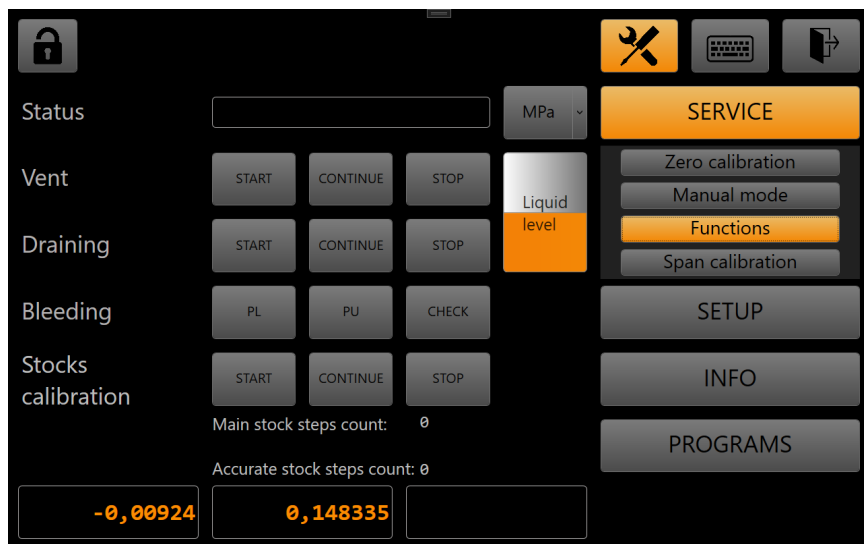 Status
MPa
SERVICE
Vent
START
CONTINUE
STOP
Liquid
level
Zero calibration
Manual mode
Functions
Span calibration
Draining
START
CONTINUE
STOP
Bleeding
PL
PU
CHECK
SETUP
Stocks
calibration
START
CONTINUE
STOP
INFO
Main stock steps count: 0
Accurate stock steps count: 0
PROGRAMS
-0,00924
0,148335